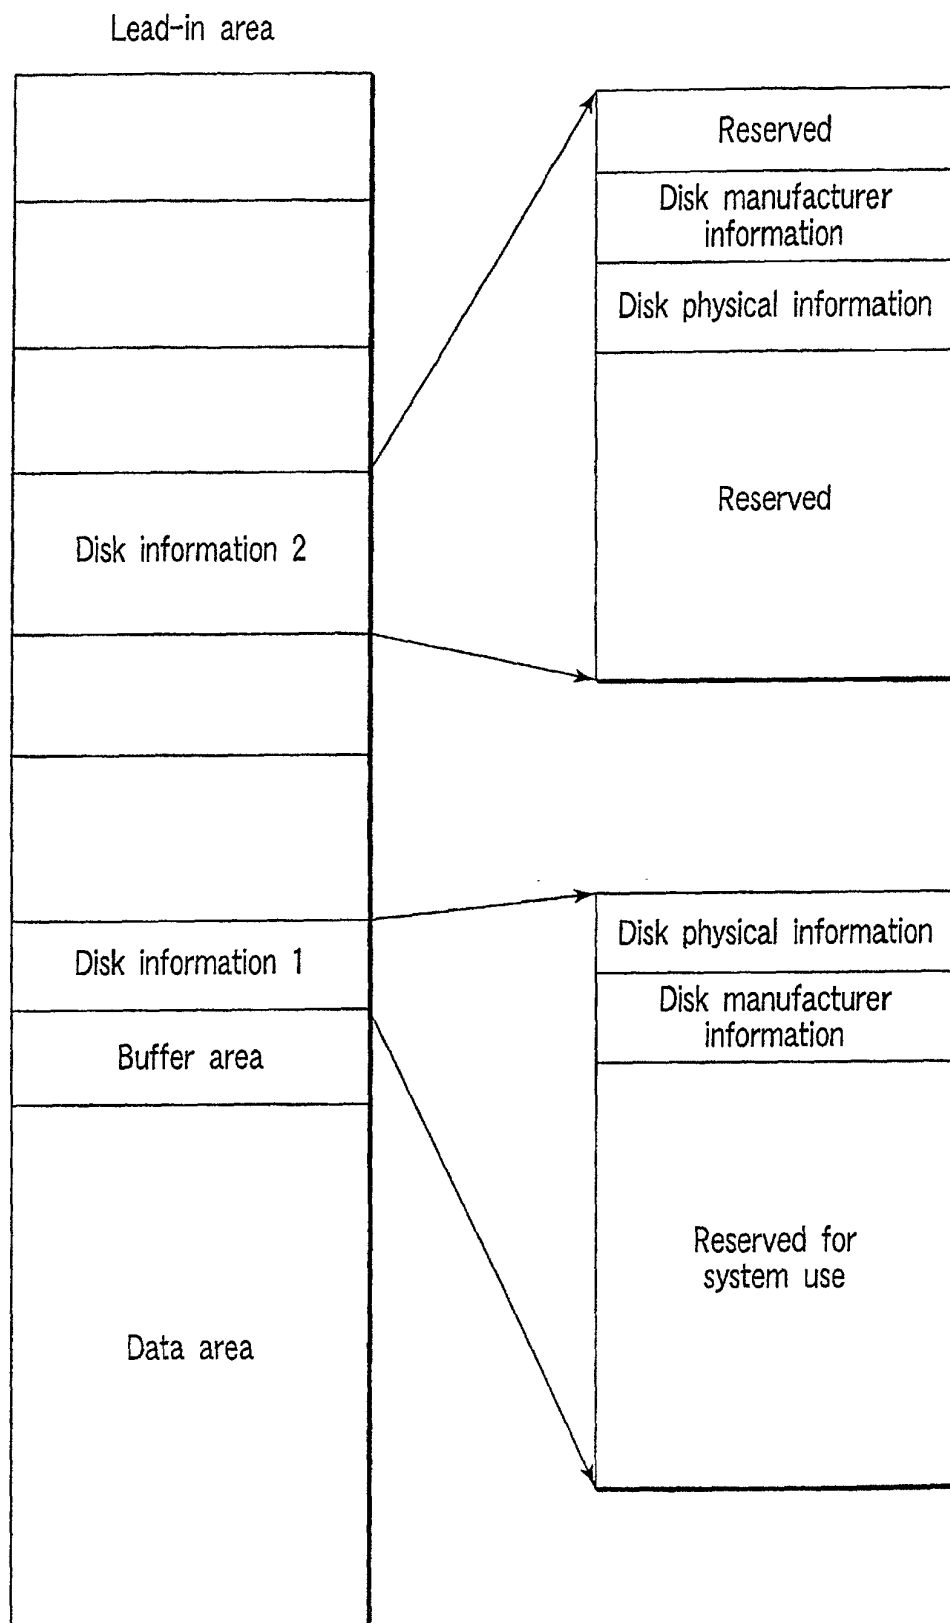 Lead-in area
Disk information 2
Disk information 1
Buffer area
Data area
Reserved
Disk manufacturer
information
Disk physical information
Reserved
Disk physical information
Disk manufacturer
information
Reserved for
system use